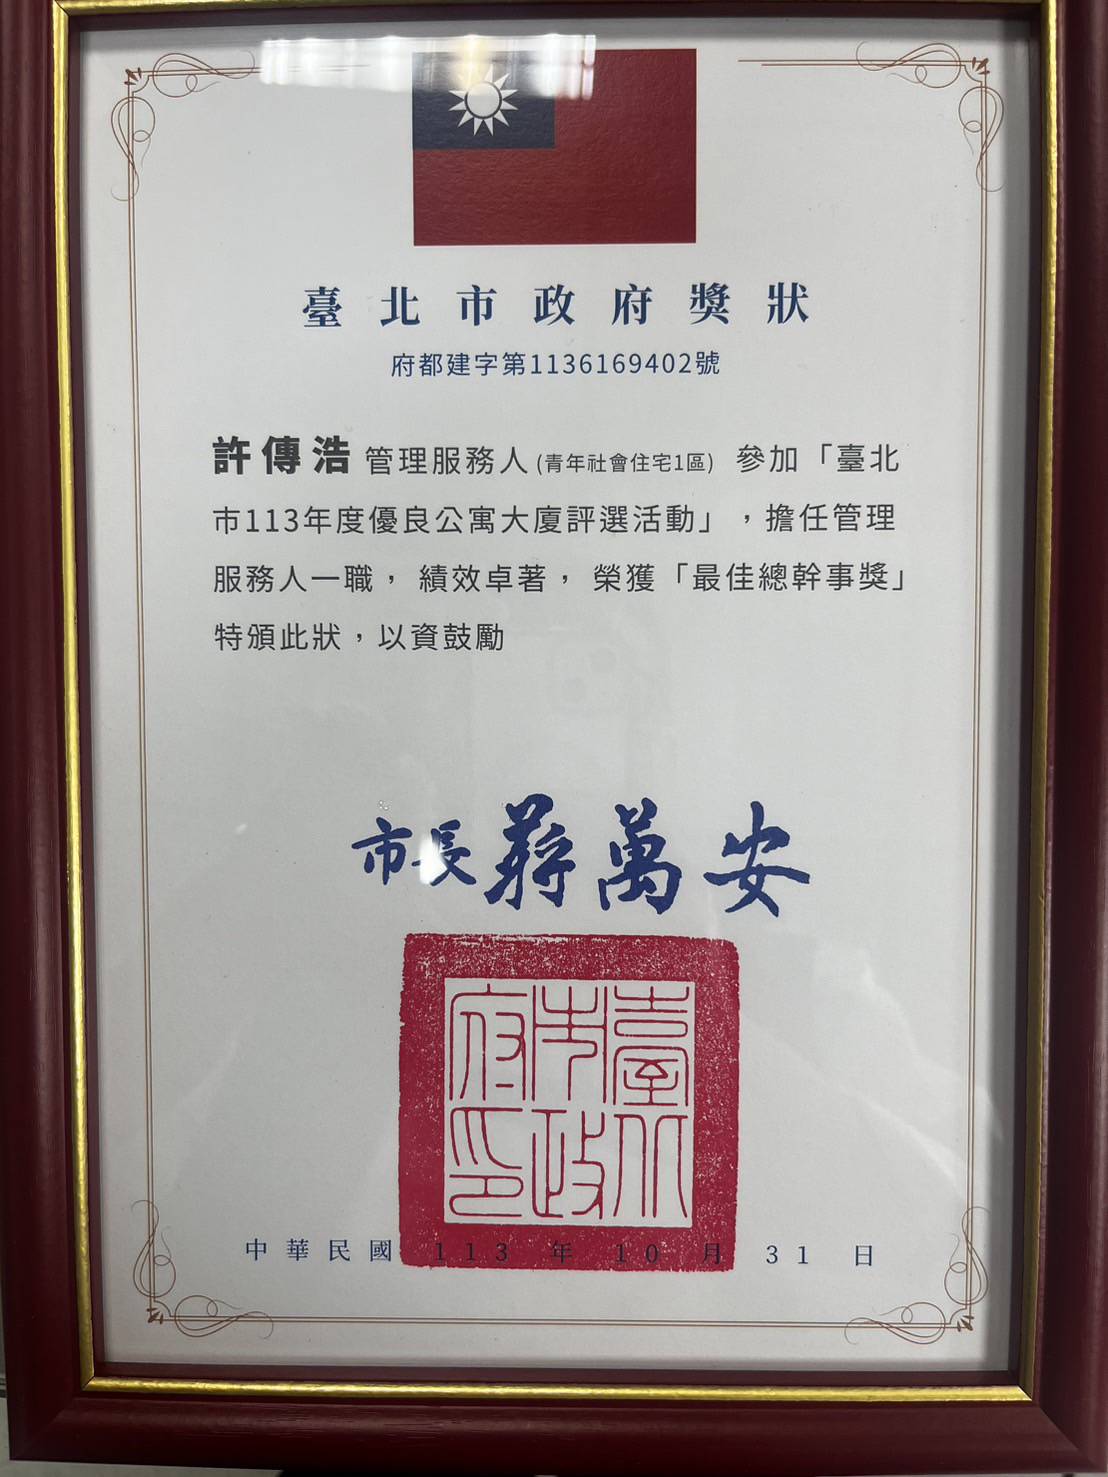 臺北市政府獎狀
府都建字第1136169402號
許傳浩 管理服務人(青年社會住宅1區) 參加「臺北
市113年度優良公寓大廈評選活動」,擔任管理
服務人一職,績效卓著,榮獲「最佳總幹事獎」
特頒此狀,以資鼓勵
市長 蔣萬安
臺北市政府印
中華民國 113 年 10 月 31 日